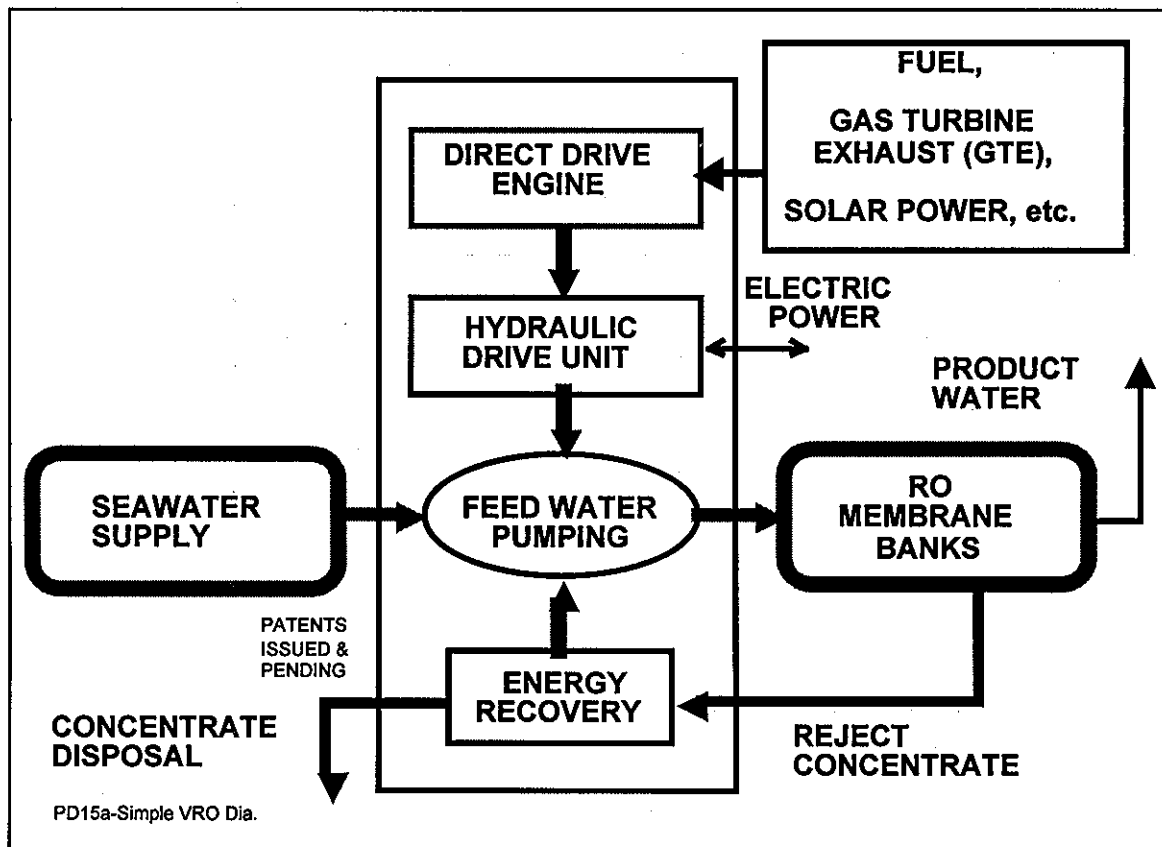 FUEL,
GAS TURBINE
EXHAUST (GTE),
SOLAR POWER, etc.
DIRECT DRIVE
ENGINE
ELECTRIC
POWER
HYDRAULIC
DRIVE UNIT
PRODUCT
WATER
SEAWATER
SUPPLY
FEED WATER
PUMPING
RO
MEMBRANE
BANKS
PATENTS
ISSUED &
PENDING
ENERGY
RECOVERY
CONCENTRATE
DISPOSAL
REJECT
CONCENTRATE
PD15a-Simple VRO Dia.